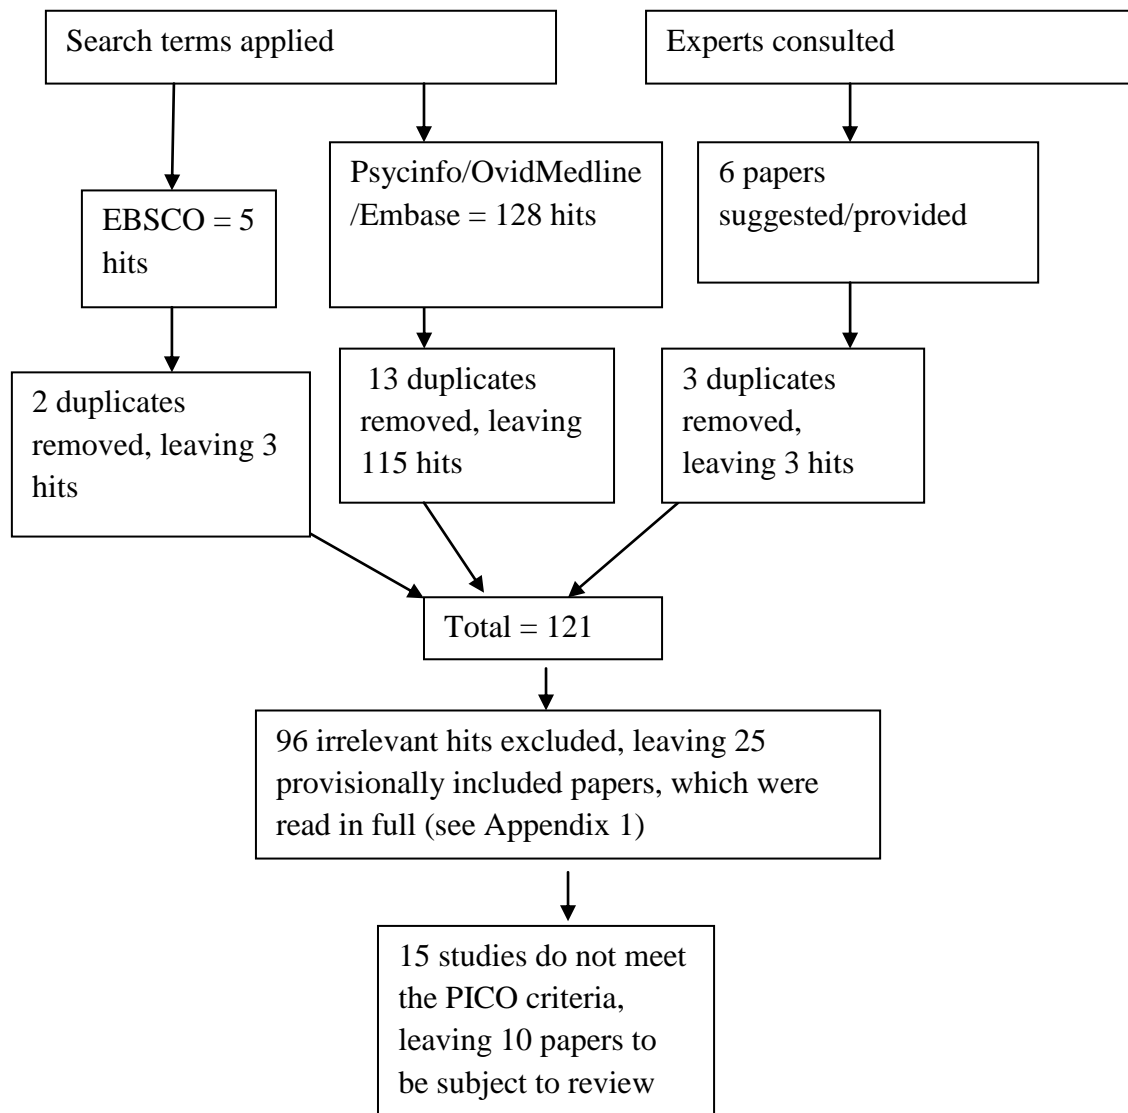 Search terms applied
Experts consulted
EBSCO = 5
hits
Psycinfo/OvidMedline
/Embase = 128 hits
6 papers
suggested/provided
2 duplicates
removed, leaving 3
hits
13 duplicates
removed, leaving
115 hits
3 duplicates
removed,
leaving 3 hits
Total = 121
96 irrelevant hits excluded, leaving 25
provisionally included papers, which were
read in full (see Appendix 1)
15 studies do not meet
the PICO criteria,
leaving 10 papers to
be subject to review